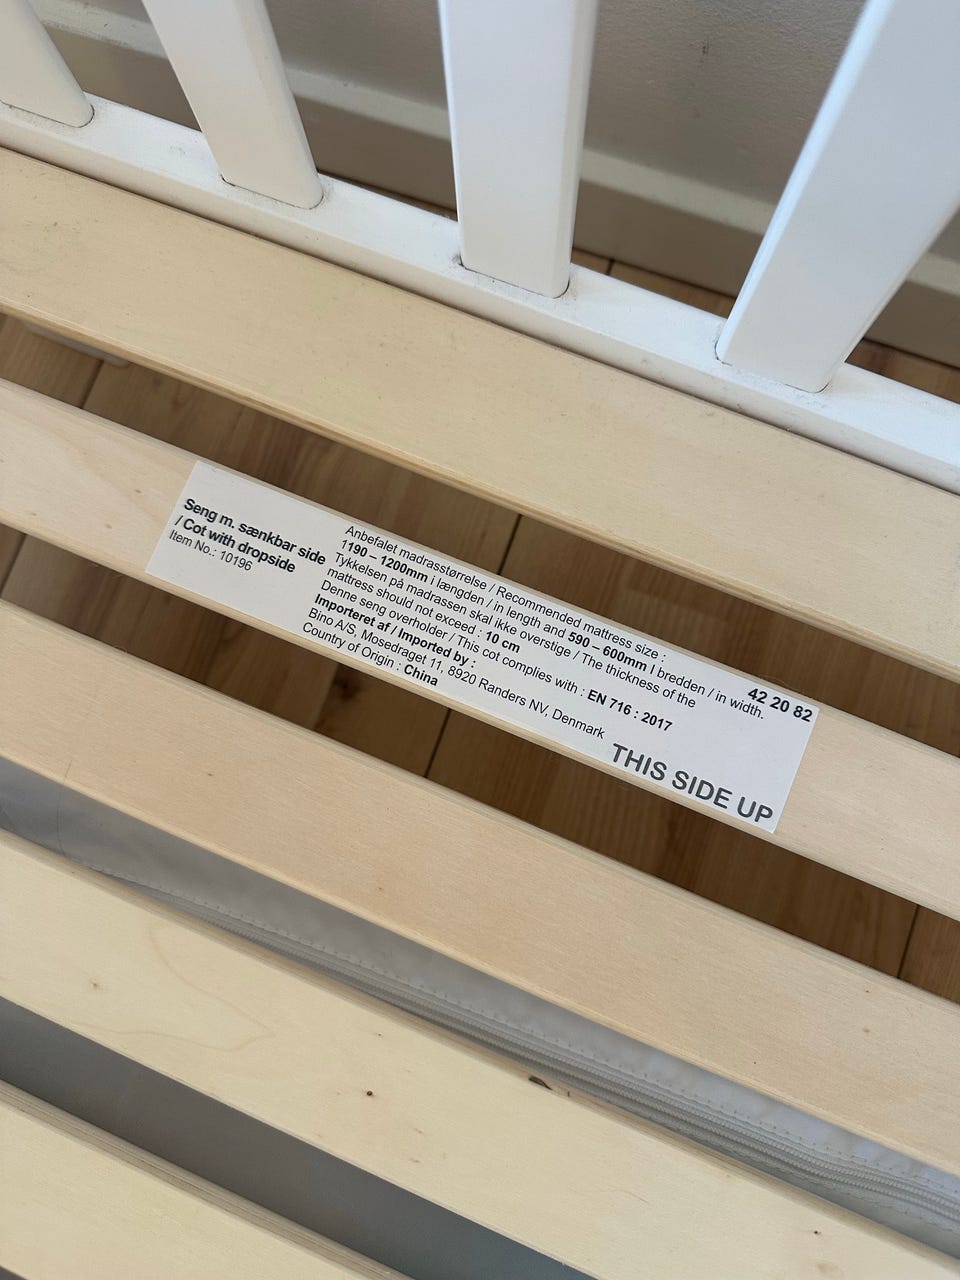 Seng m. sænkbar side
/ Cot with dropside
Item No.: 10196
Anbefalet madrasstørrelse / Recommended mattress size :
1190 – 1200mm i længden / in length and 590 – 600mm I bredden / in width.
Tykkelsen på madrassen skal ikke overstige / The thickness of the
mattress should not exceed : 10 cm
Denne seng overholder / This cot complies with : EN 716 : 2017
Importeret af / Imported by :
Bino A/S, Mosedraget 11, 8920 Randers NV, Denmark
Country of Origin : China
42 20 82
THIS SIDE UP